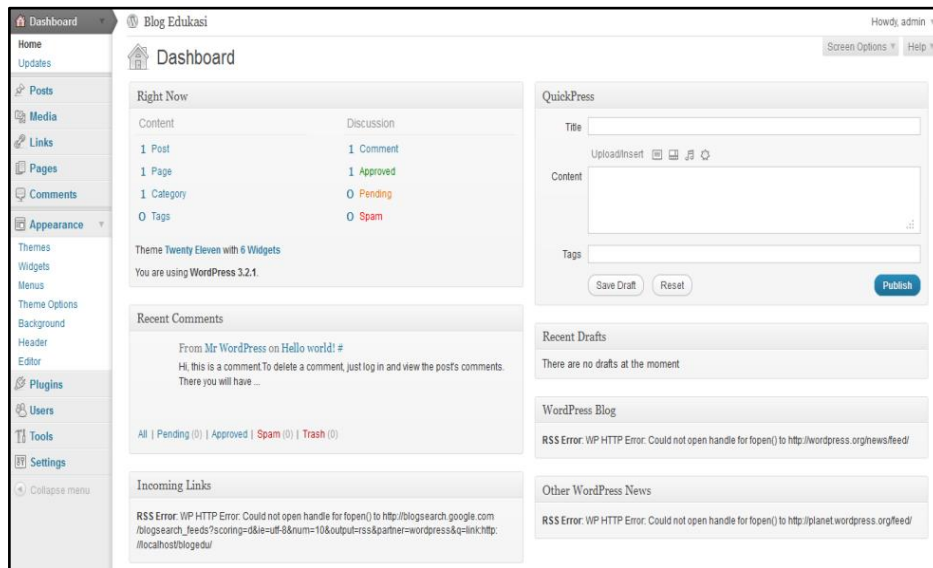 Dashboard
Home
Updates
Posts
Media
Links
Pages
Comments
Appearance
Themes
Widgets
Menus
Theme Options
Background
Header
Editor
Plugins
Users
Tools
Settings
Collapse menu
Blog Edukasi
Howdy, admin
Screen Options
Help
Dashboard
Right Now
Content Discussion
1 Post 1 Comment
1 Page 1 Approved
1 Category 0 Pending
0 Tags 0 Spam
Theme Twenty Eleven with 6 Widgets
You are using WordPress 3.2.1.
Recent Comments
From Mr WordPress on Hello world! #
Hi, this is a comment.To delete a comment, just log in and view the post's comments.
There you will have ...
All | Pending (0) | Approved | Spam (0) | Trash (0)
Incoming Links
RSS Error: WP HTTP Error: Could not open handle for fopen() to http://blogsearch.google.com
/blogsearch_feeds?scoring=d&ie=utf-8&num=10&output=rss&partner=wordpress&q=link:http:
//localhost/blogedu/
QuickPress
Title
Upload/Insert
Content
Tags
Save Draft
Reset
Publish
Recent Drafts
There are no drafts at the moment
WordPress Blog
RSS Error: WP HTTP Error: Could not open handle for fopen() to http://wordpress.org/news/feed/
Other WordPress News
RSS Error: WP HTTP Error: Could not open handle for fopen() to http://planet.wordpress.org/feed/